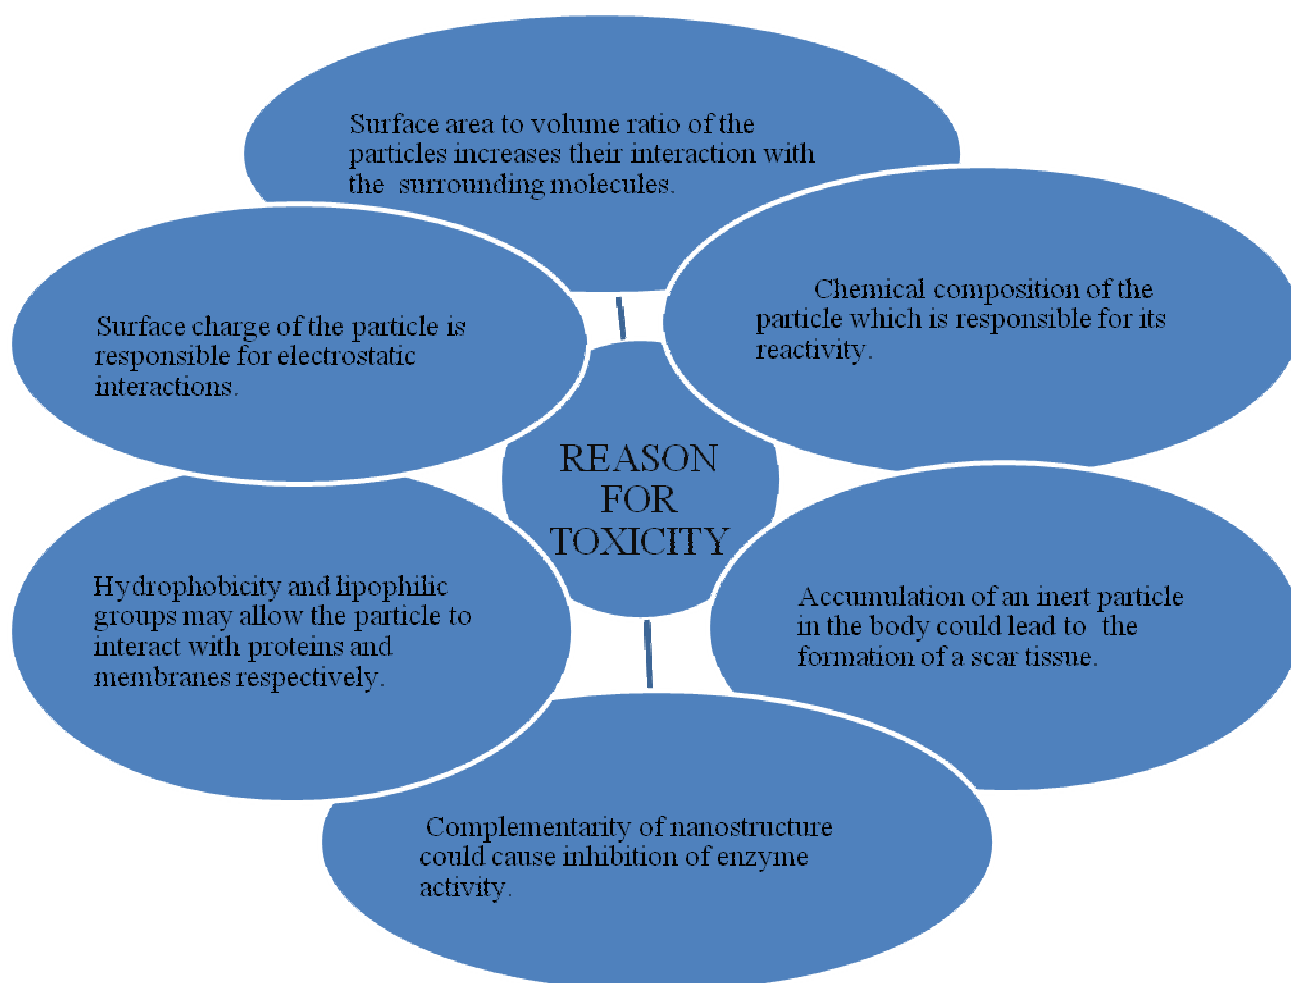 Surface area to volume ratio of the
particles increases their interaction with
the surrounding molecules.
Chemical composition of the
particle which is responsible for its
reactivity.
Surface charge of the particle is
responsible for electrostatic
interactions.
REASON
FOR
TOXICITY
Hydrophobicity and lipophilic
groups may allow the particle to
interact with proteins and
membranes respectively.
Accumulation of an inert particle
in the body could lead to the
formation of a scar tissue.
Complementarity of nanostructure
could cause inhibition of enzyme
activity.